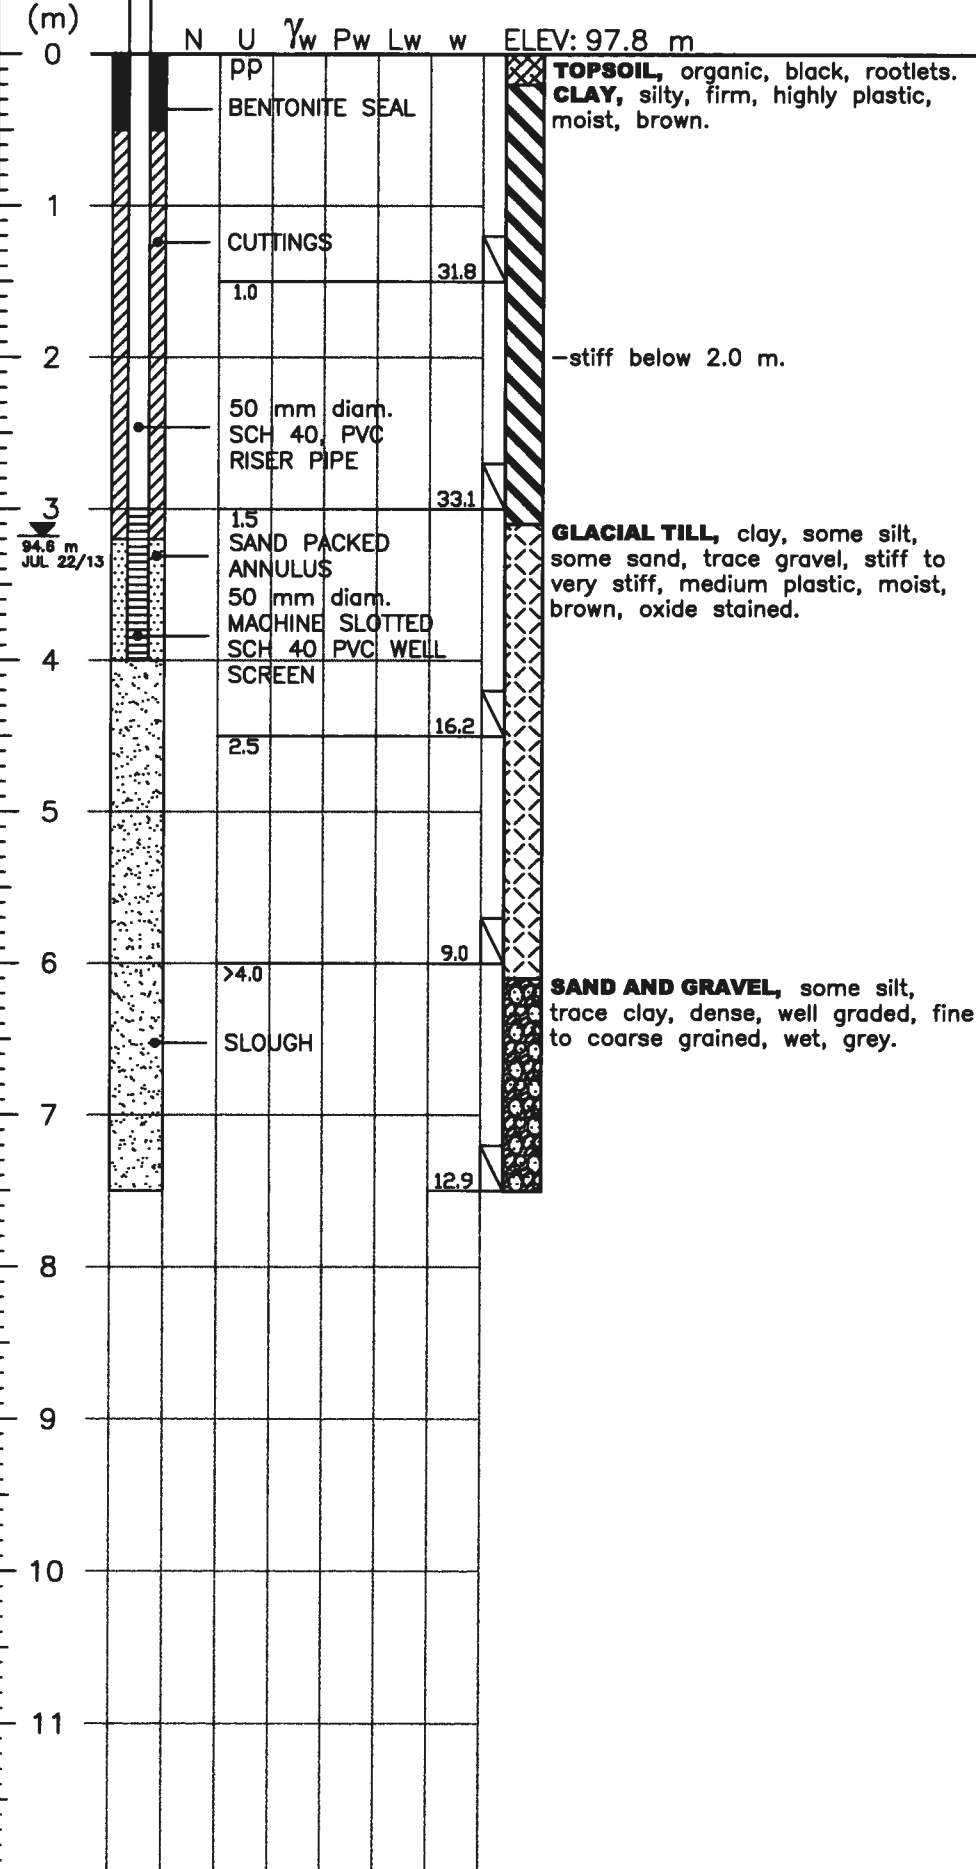 (m)
N U γw Pw Lw w ELEV: 97.8 m
0
PP
TOPSOIL, organic, black, rootlets.
CLAY, silty, firm, highly plastic,
moist, brown.
BENTONITE SEAL
1
CUTTINGS
31.8
1.0
2
-stiff below 2.0 m.
50 mm diam.
SCH 40, PVC
RISER PIPE
3
33.1
1.5
94.6 m
JUL 22/13
SAND PACKED
ANNULUS
GLACIAL TILL, clay, some silt,
some sand, trace gravel, stiff to
very stiff, medium plastic, moist,
brown, oxide stained.
50 mm diam.
MACHINE SLOTTED
SCH 40 PVC WELL
SCREEN
4
16.2
2.5
5
6
9.0
>4.0
SAND AND GRAVEL, some silt,
trace clay, dense, well graded, fine
to coarse grained, wet, grey.
SLOUGH
7
12.9
8
9
10
11